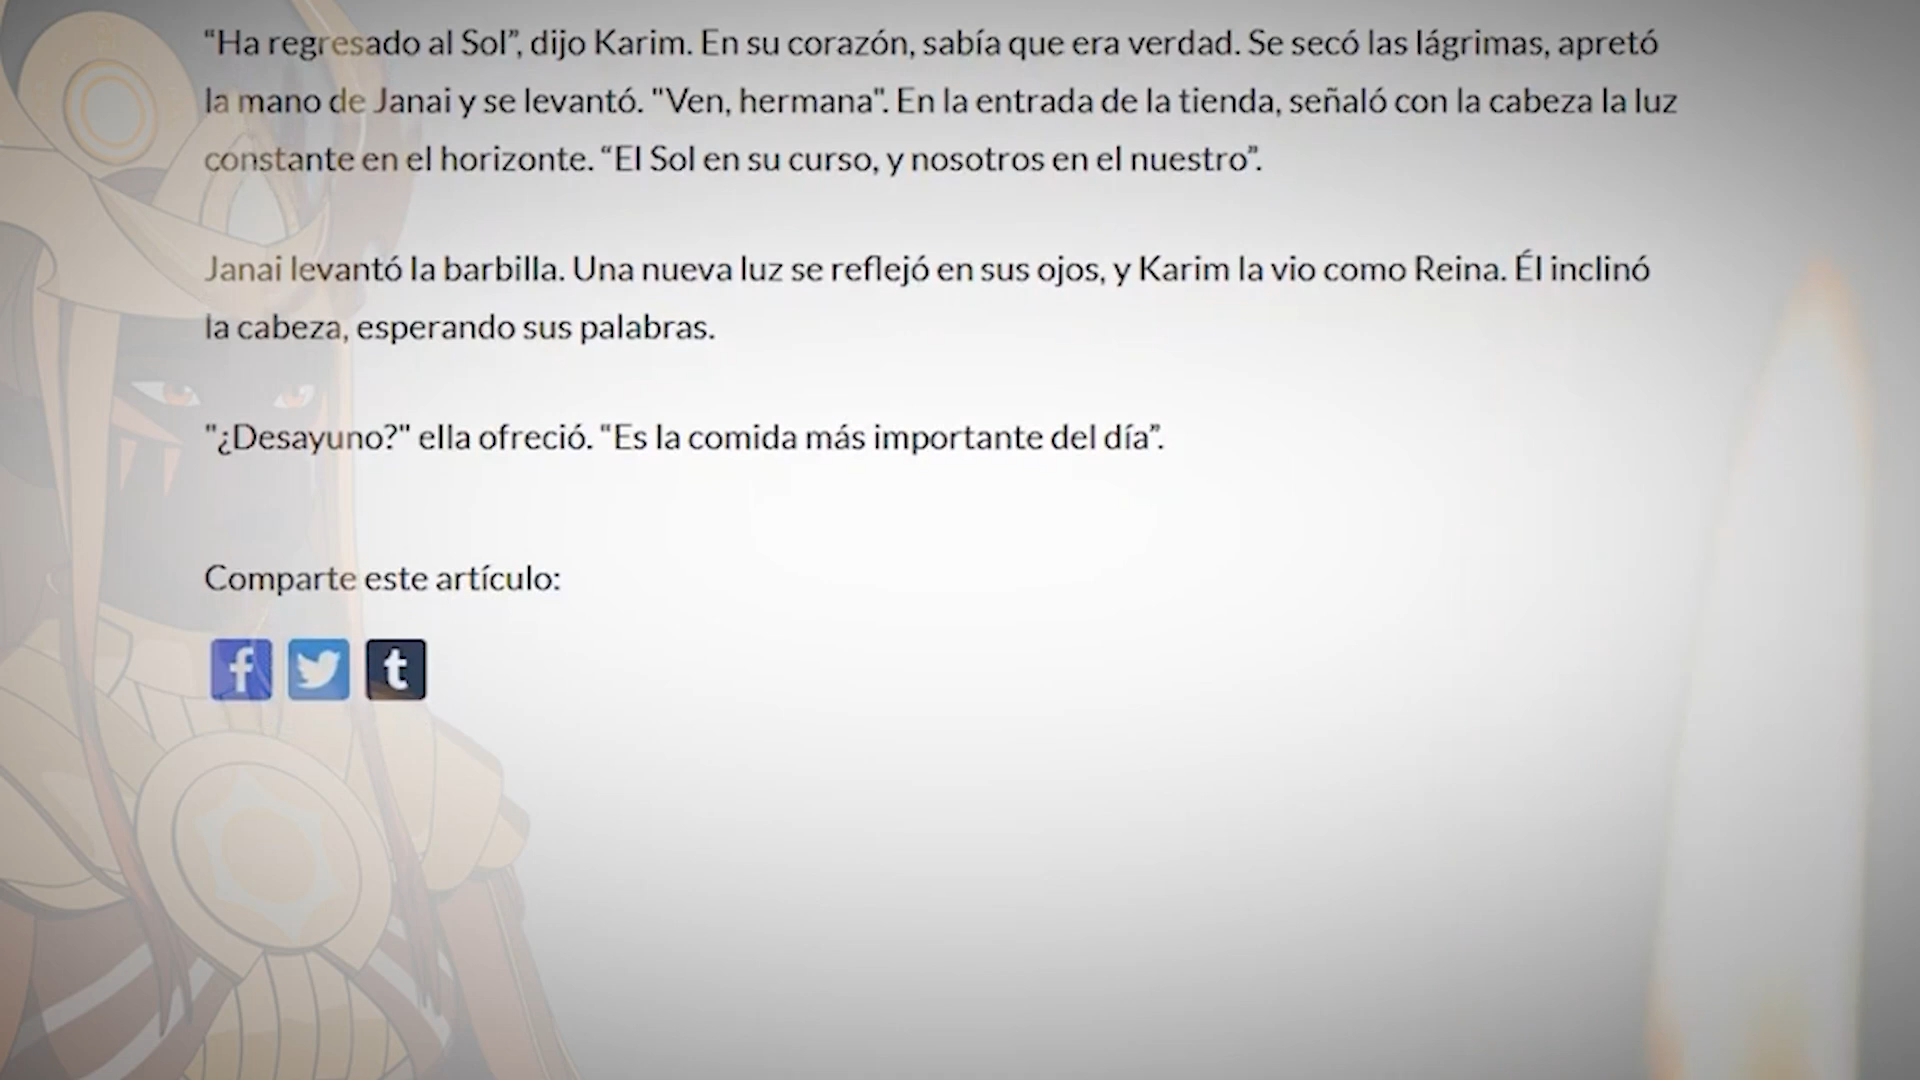 “Ha regresado al Sol”, dijo Karim. En su corazón, sabía que era verdad. Se secó las lágrimas, apretó
la mano de Janai y se levantó. "Ven, hermana". En la entrada de la tienda, señaló con la cabeza la luz
constante en el horizonte. “El Sol en su curso, y nosotros en el nuestro”.
Janai levantó la barbilla. Una nueva luz se reflejó en sus ojos, y Karim la vio como Reina. Él inclinó
la cabeza, esperando sus palabras.
"¿Desayuno?" ella ofreció. “Es la comida más importante del día”.
Comparte este artículo:
f t